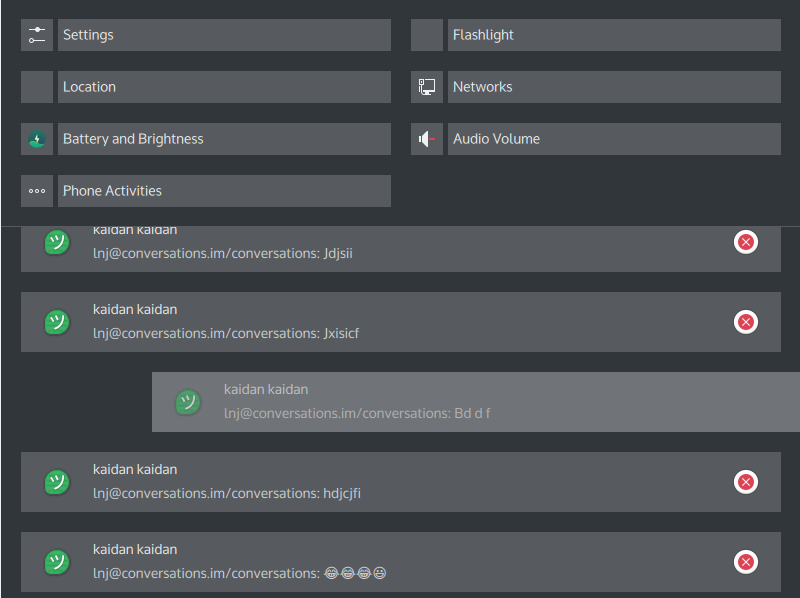 Settings
Flashlight
Location
Networks
Battery and Brightness
Audio Volume
Phone Activities
kaidan kaidan
lnj@conversations.im/conversations: Jdjsii
kaidan kaidan
lnj@conversations.im/conversations: Jxisicf
kaidan kaidan
lnj@conversations.im/conversations: Bd d f
kaidan kaidan
lnj@conversations.im/conversations: hdjcjfi
kaidan kaidan
lnj@conversations.im/conversations: 😂😂😂😃